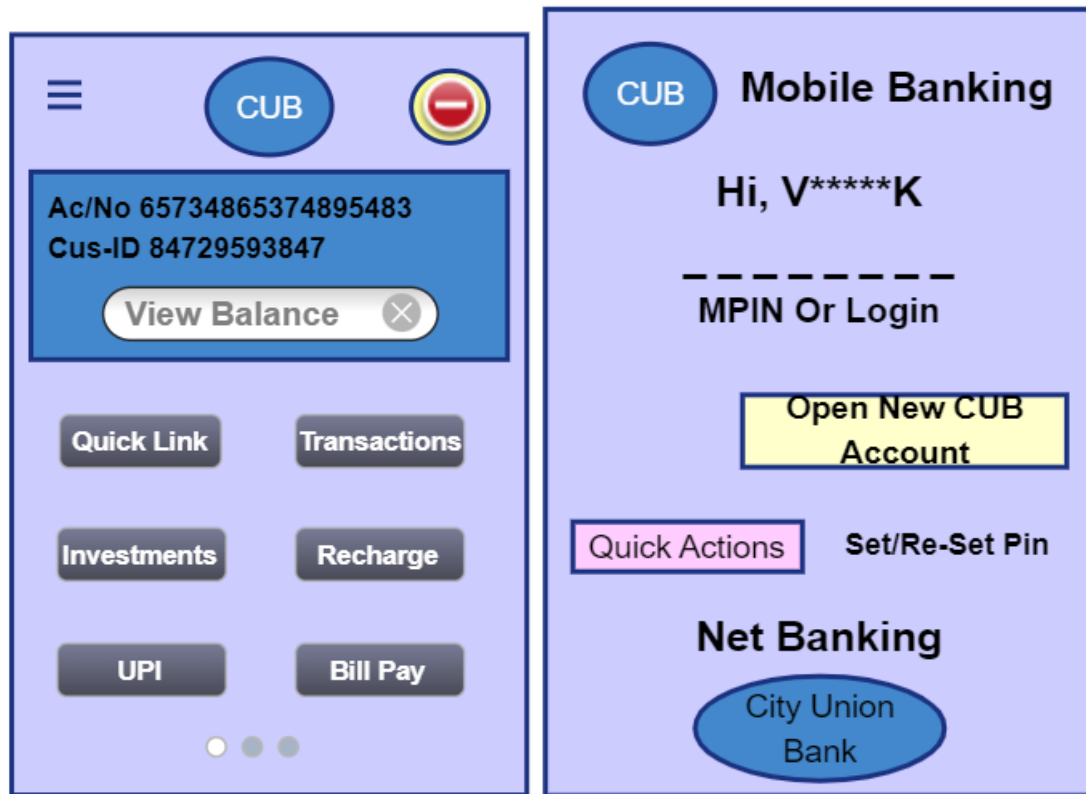 CUB
Ac/No 65734865374895483
Cus-ID 84729593847
View Balance
Quick Link
Transactions
Investments
Recharge
UPI
Bill Pay
CUB
Mobile Banking
Hi, V*****K
_ _ _ _ _ _ _ _
MPIN Or Login
Open New CUB
Account
Quick Actions
Set/Re-Set Pin
Net Banking
City Union
Bank